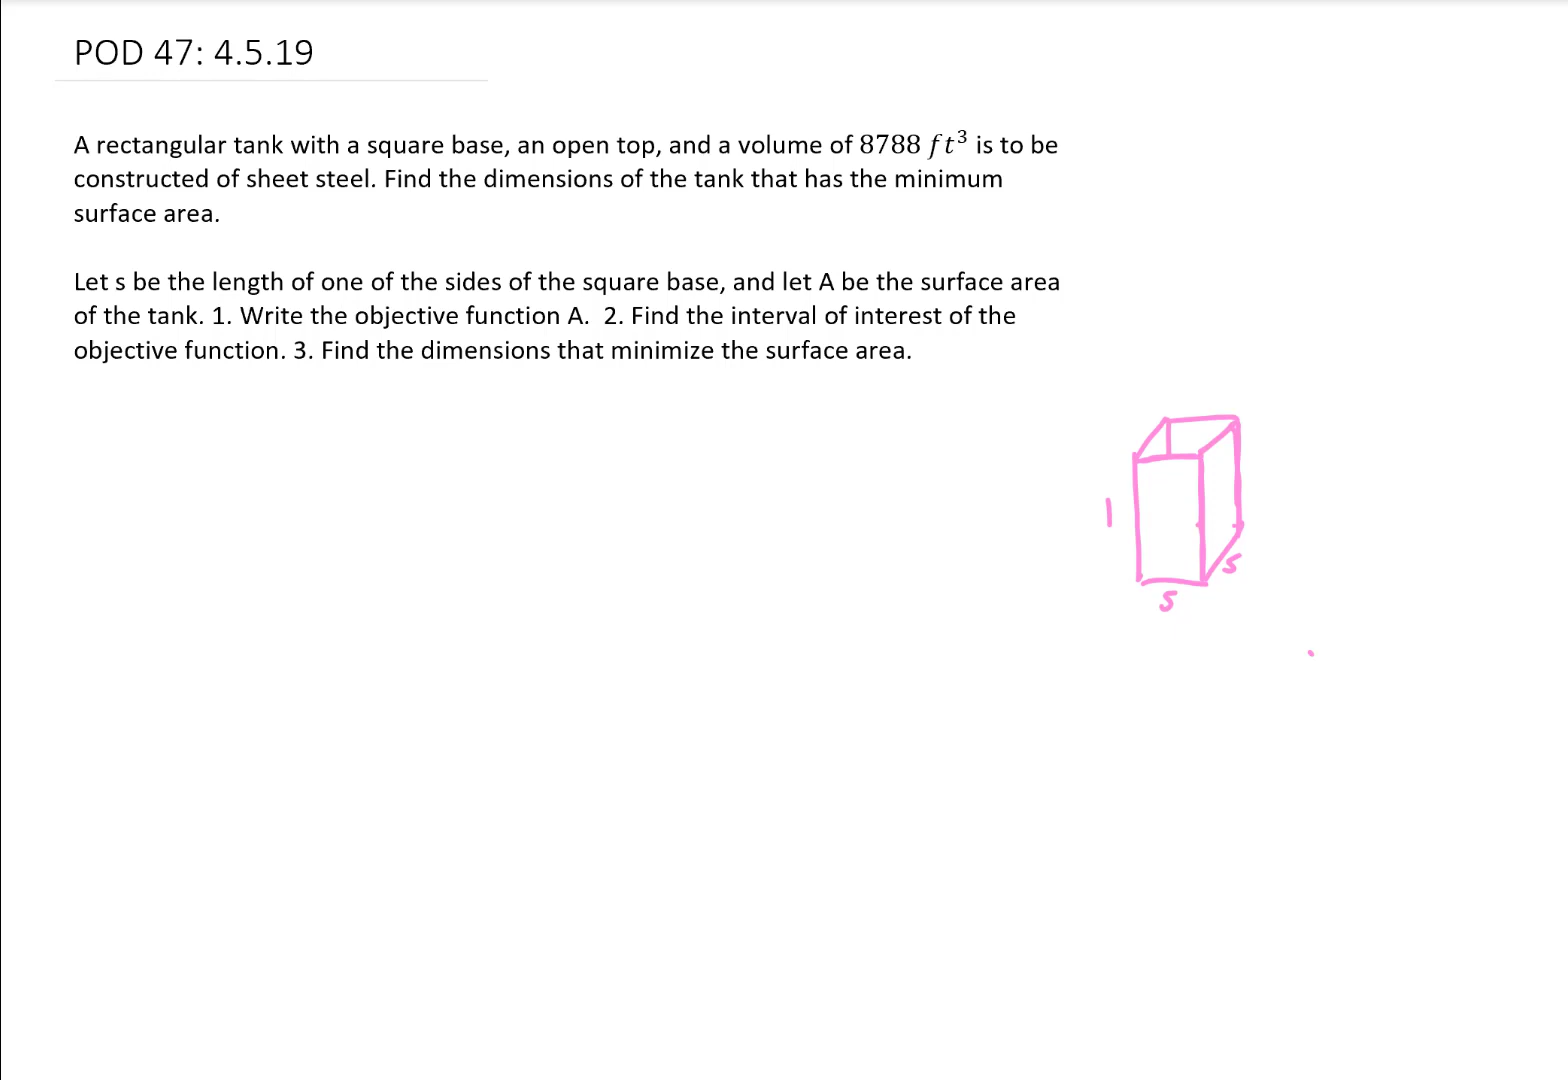 POD 47: 4.5.19
A rectangular tank with a square base, an open top, and a volume of 8788 ft³ is to be
constructed of sheet steel. Find the dimensions of the tank that has the minimum
surface area.
Let s be the length of one of the sides of the square base, and let A be the surface area
of the tank. 1. Write the objective function A.  2. Find the interval of interest of the
objective function. 3. Find the dimensions that minimize the surface area.
s
s